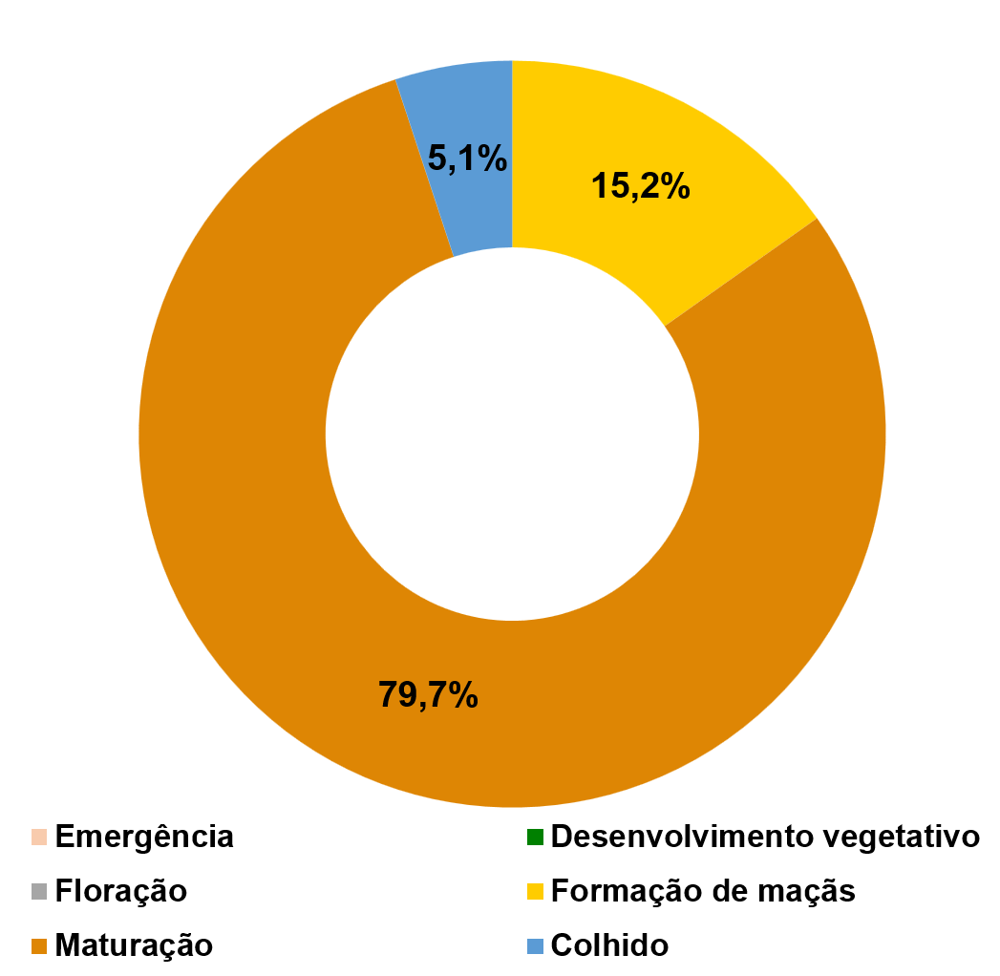 5,1%
15,2%
79,7%
Emergência
Desenvolvimento vegetativo
Floração
Formação de maçãs
Maturação
Colhido